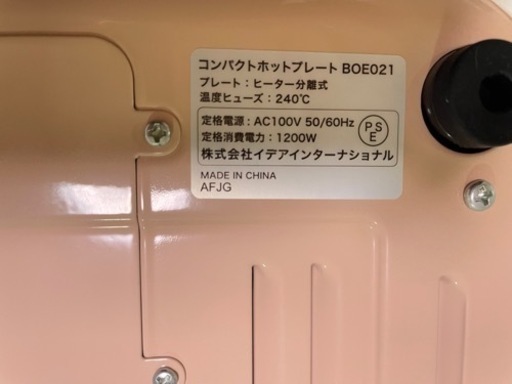 コンパクトホットプレート BOE021
プレート：ヒーター分離式
温度ヒューズ：240℃
定格電源：AC100V 50/60Hz
定格消費電力：1200W
PSE
株式会社イデアインターナショナル
MADE IN CHINA
AFJG